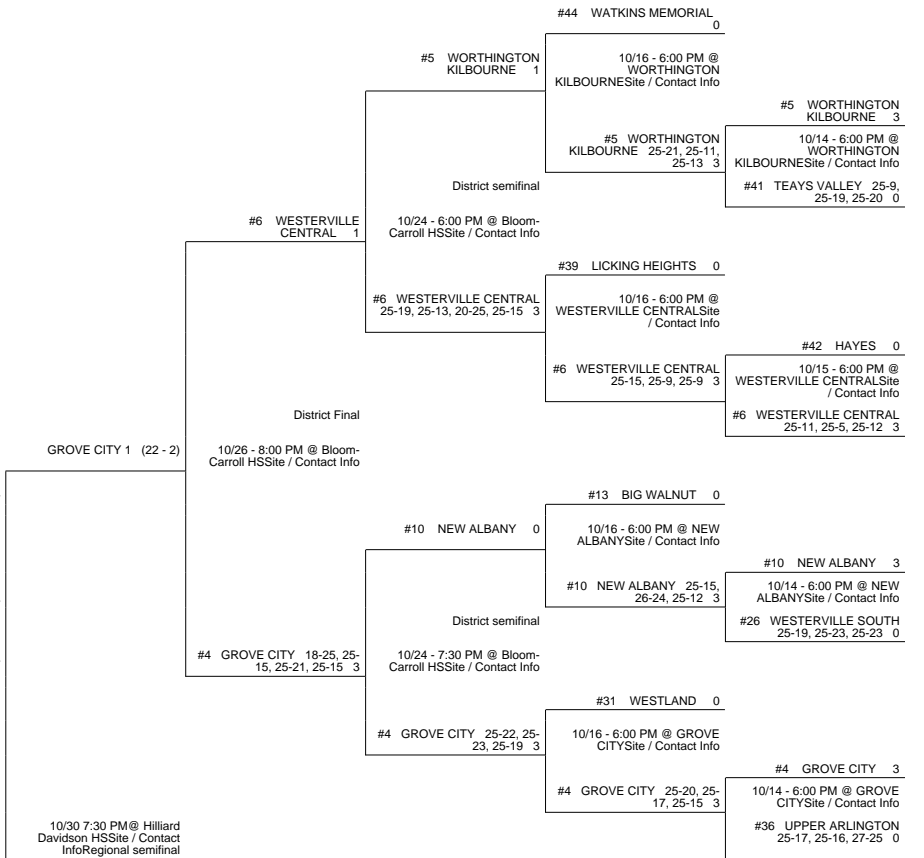 #44 WATKINS MEMORIAL
0
#5 WORTHINGTON
KILBOURNE 1
10/16 - 6:00 PM @
WORTHINGTON
KILBOURNESite / Contact Info
#5 WORTHINGTON
KILBOURNE 3
#5 WORTHINGTON
KILBOURNE 25-21, 25-11,
25-13 3
10/14 - 6:00 PM @
WORTHINGTON
KILBOURNESite / Contact Info
#41 TEAYS VALLEY 25-9,
25-19, 25-20 0
District semifinal
10/24 - 6:00 PM @ Bloom-
Carroll HSSite / Contact Info
#6 WESTERVILLE
CENTRAL 1
#39 LICKING HEIGHTS 0
#6 WESTERVILLE CENTRAL
25-19, 25-13, 20-25, 25-15 3
10/16 - 6:00 PM @
WESTERVILLE CENTRALSite
/ Contact Info
#42 HAYES 0
#6 WESTERVILLE CENTRAL
25-15, 25-9, 25-9 3
10/15 - 6:00 PM @
WESTERVILLE CENTRALSite
/ Contact Info
#6 WESTERVILLE CENTRAL
25-11, 25-5, 25-12 3
District Final
GROVE CITY 1 (22 - 2)
10/26 - 8:00 PM @ Bloom-
Carroll HSSite / Contact Info
#13 BIG WALNUT 0
#10 NEW ALBANY 0
10/16 - 6:00 PM @ NEW
ALBANYSite / Contact Info
#10 NEW ALBANY 3
#10 NEW ALBANY 25-15,
26-24, 25-12 3
10/14 - 6:00 PM @ NEW
ALBANYSite / Contact Info
#26 WESTERVILLE SOUTH
25-19, 25-23, 25-23 0
District semifinal
10/24 - 7:30 PM @ Bloom-
Carroll HSSite / Contact Info
#4 GROVE CITY 18-25, 25-
15, 25-21, 25-15 3
#31 WESTLAND 0
#4 GROVE CITY 25-22, 25-
23, 25-19 3
10/16 - 6:00 PM @ GROVE
CITYSite / Contact Info
#4 GROVE CITY 3
#4 GROVE CITY 25-20, 25-
17, 25-15 3
10/14 - 6:00 PM @ GROVE
CITYSite / Contact Info
#36 UPPER ARLINGTON
25-17, 25-16, 27-25 0
10/30 7:30 PM@ Hilliard
Davidson HSSite / Contact
InfoRegional semifinal